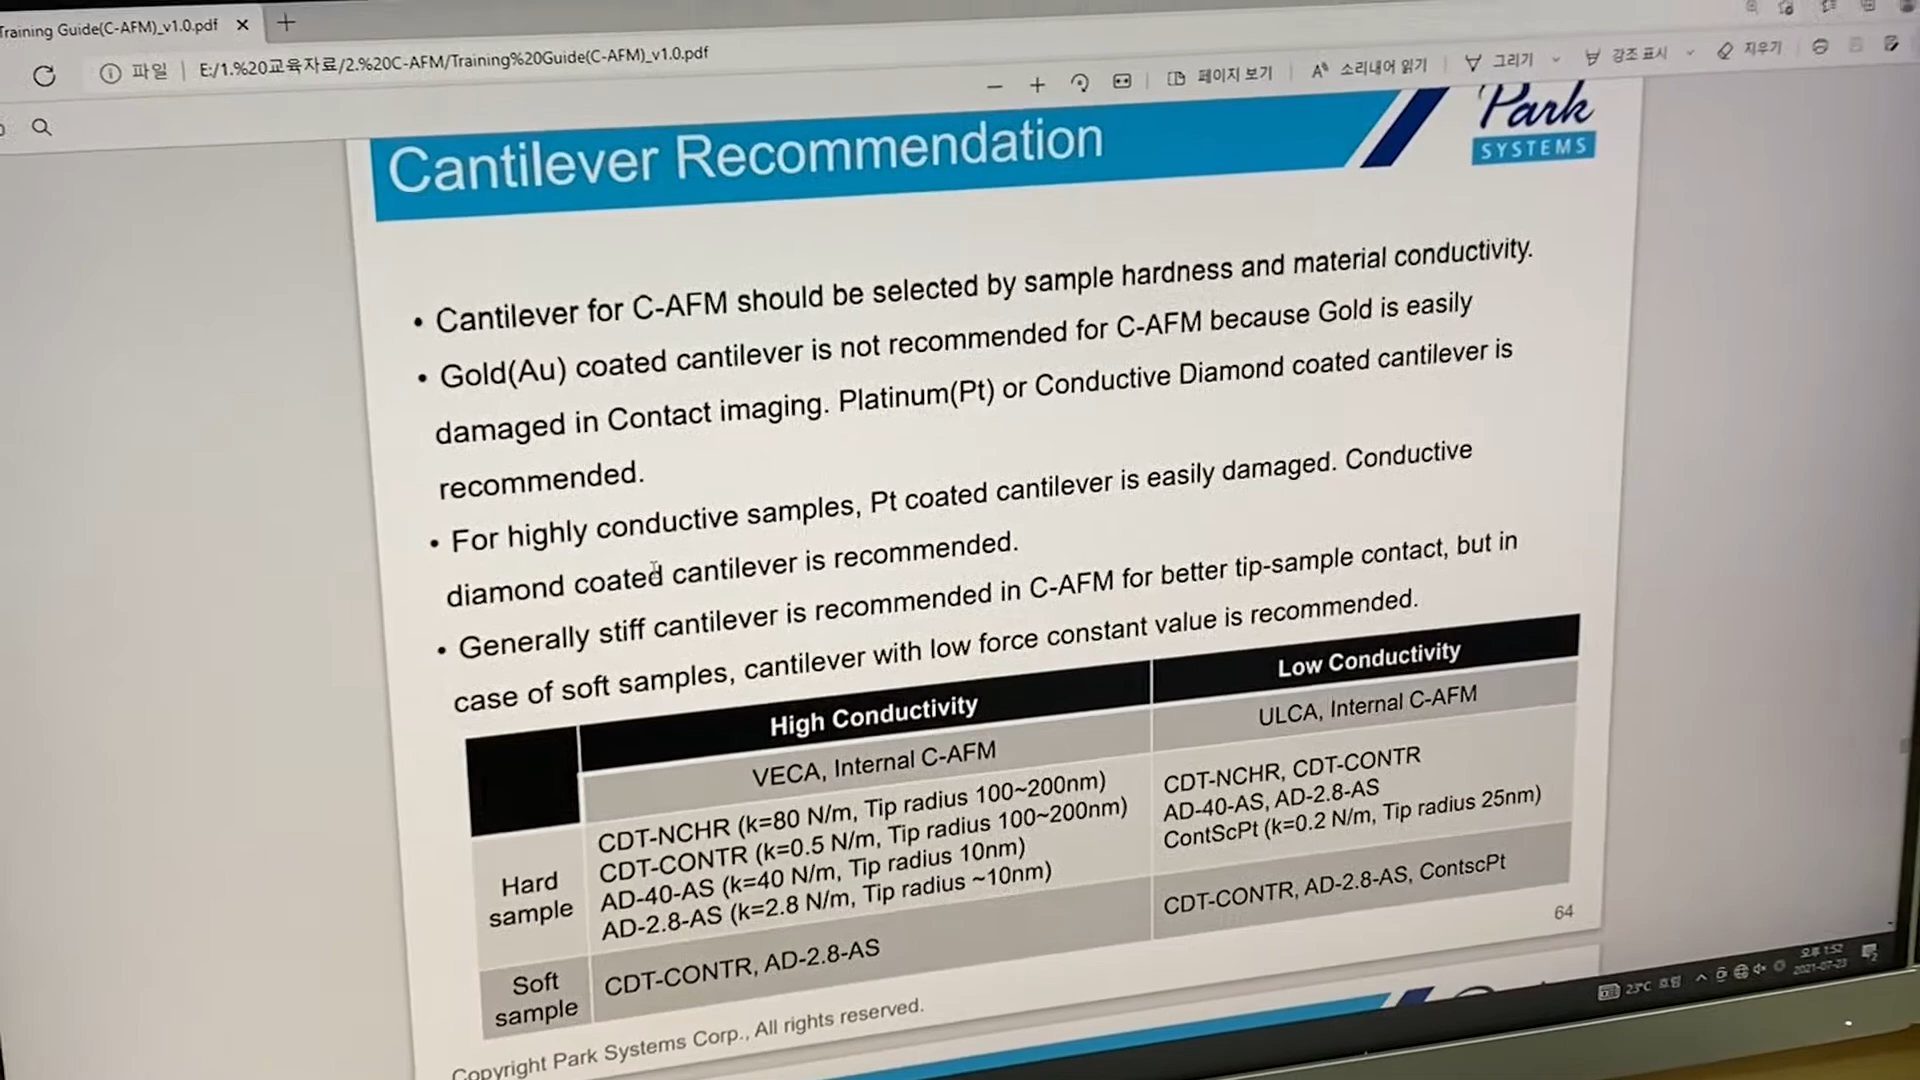 Training Guide(C-AFM)_v1.0.pdf
파일 | E:/1.%20교육자료/2.%20C-AFM/Training%20Guide(C-AFM)_v1.0.pdf
페이지 보기
소리내어 읽기
그리기
강조 표시
지우기
Cantilever Recommendation
Park
SYSTEMS
• Cantilever for C-AFM should be selected by sample hardness and material conductivity.
• Gold(Au) coated cantilever is not recommended for C-AFM because Gold is easily
damaged in Contact imaging. Platinum(Pt) or Conductive Diamond coated cantilever is
recommended.
• For highly conductive samples, Pt coated cantilever is easily damaged. Conductive
diamond coated cantilever is recommended.
• Generally stiff cantilever is recommended in C-AFM for better tip-sample contact, but in
case of soft samples, cantilever with low force constant value is recommended.
High Conductivity
Low Conductivity
VECA, Internal C-AFM
ULCA, Internal C-AFM
Hard
sample
CDT-NCHR (k=80 N/m, Tip radius 100~200nm)
CDT-CONTR (k=0.5 N/m, Tip radius 100~200nm)
AD-40-AS (k=40 N/m, Tip radius 10nm)
AD-2.8-AS (k=2.8 N/m, Tip radius ~10nm)
CDT-NCHR, CDT-CONTR
AD-40-AS, AD-2.8-AS
ContScPt (k=0.2 N/m, Tip radius 25nm)
Soft
sample
CDT-CONTR, AD-2.8-AS
CDT-CONTR, AD-2.8-AS, ContscPt
64
Copyright Park Systems Corp., All rights reserved.
23°C 흐림
오후 1:52
2021-07-23